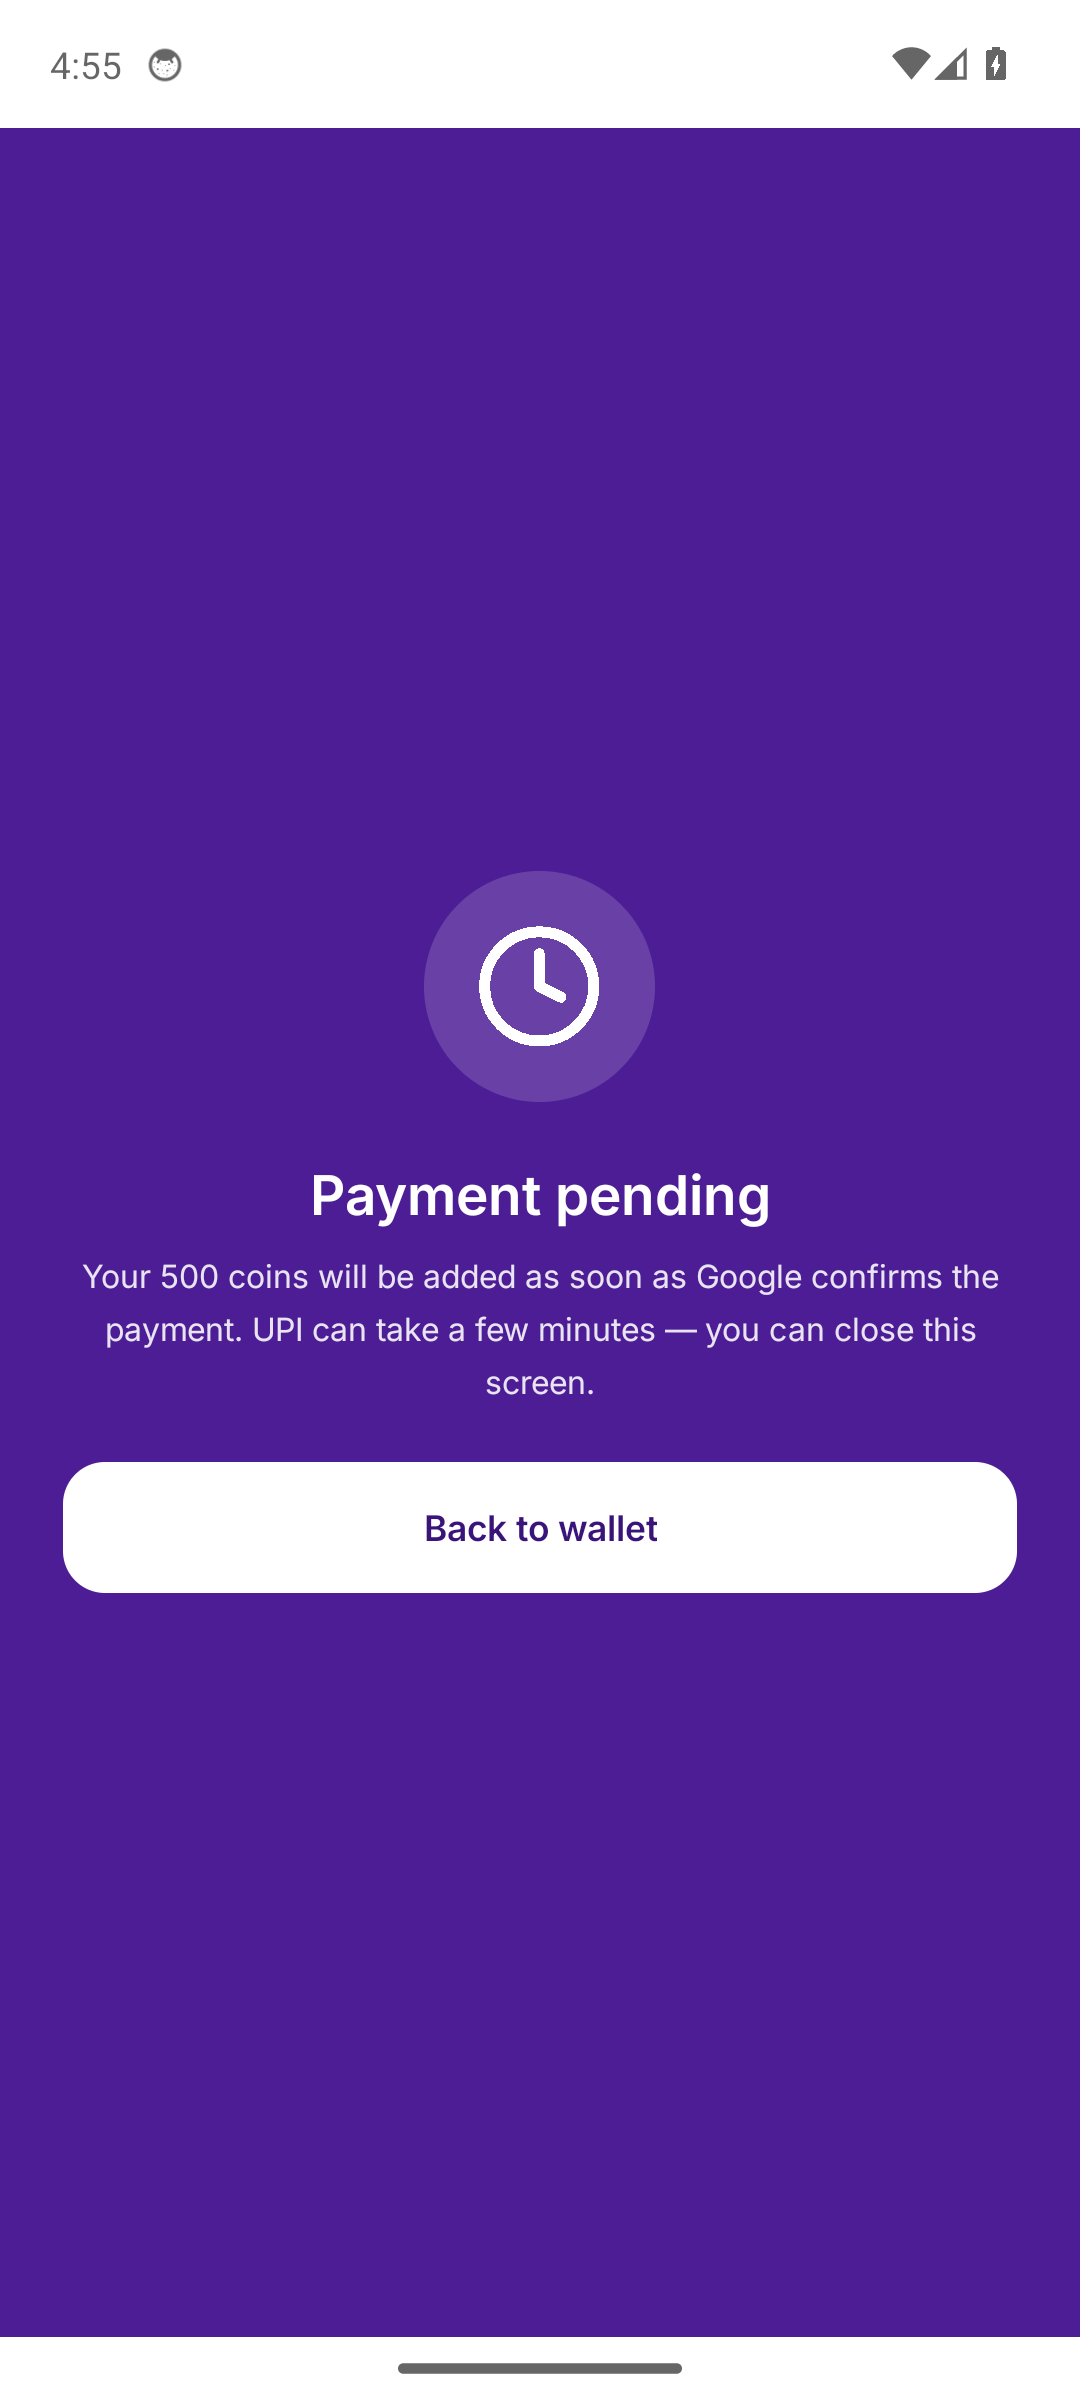 4:55
Payment pending
Your 500 coins will be added as soon as Google confirms the
payment. UPI can take a few minutes — you can close this
screen.
Back to wallet